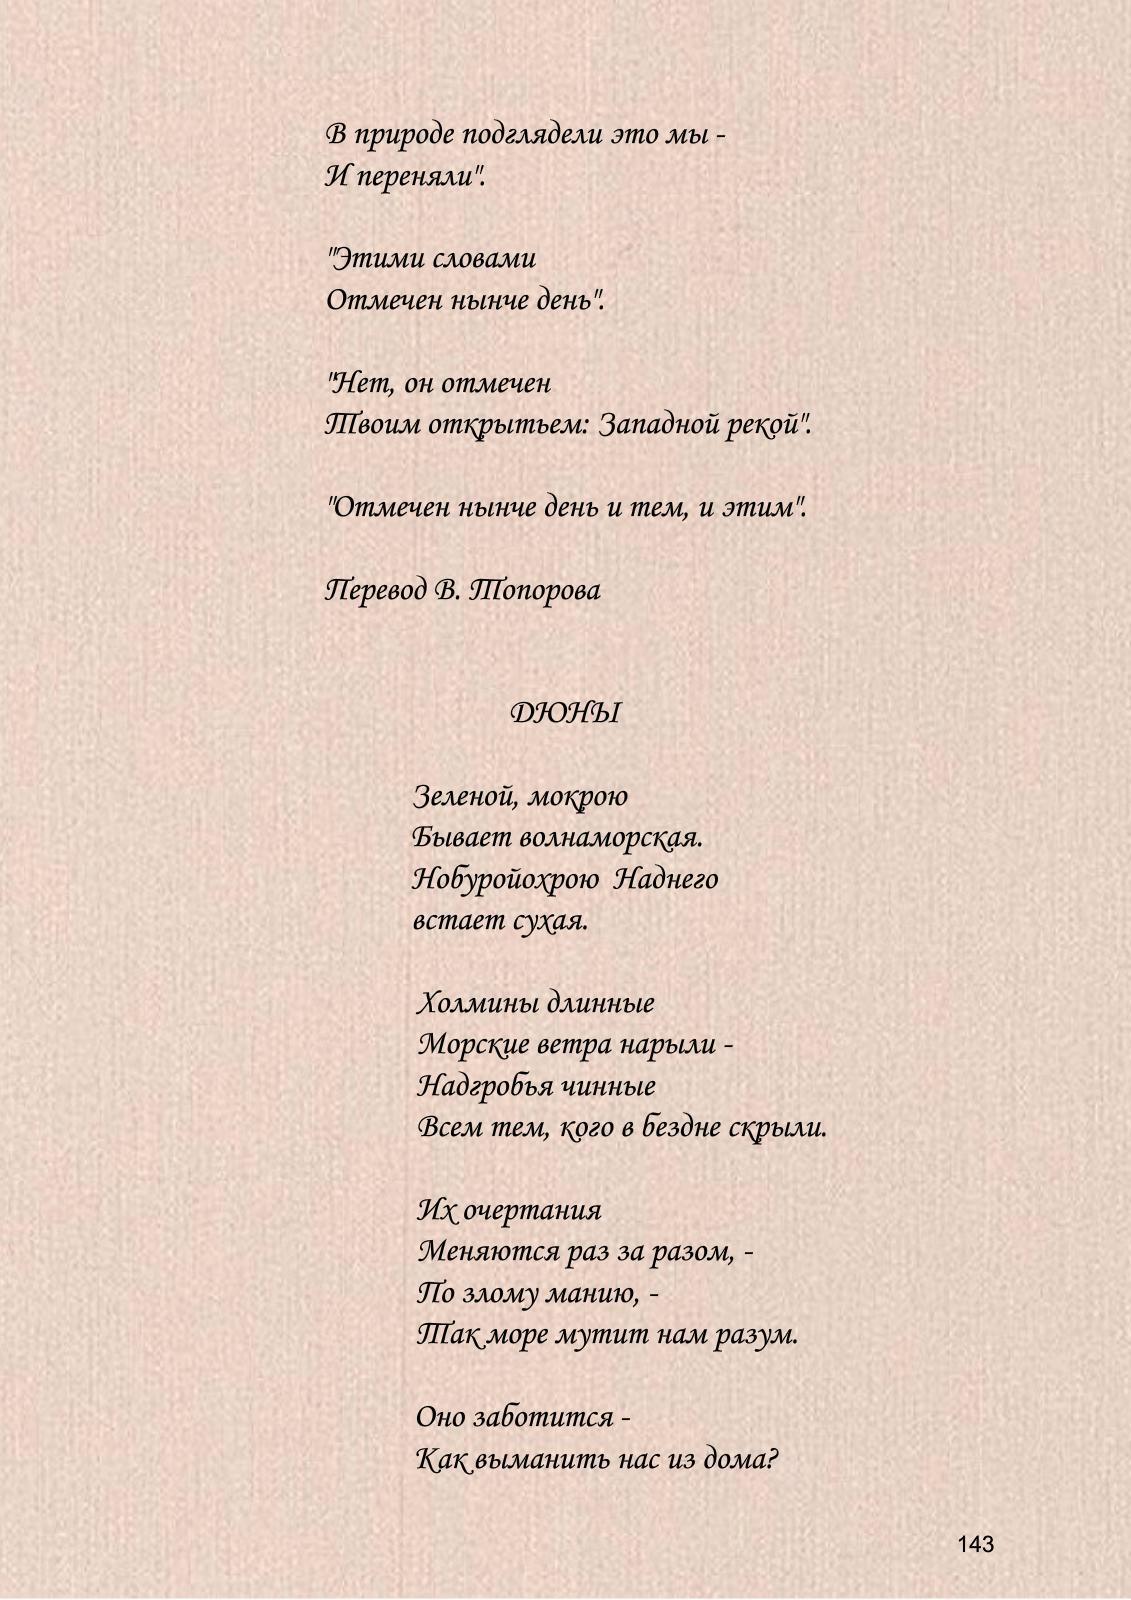 В природе подглядели это мы -
И переняли".
"Этими словами
Отмечен нынче день".
"Нет, он отмечен
Твоим открытьем: Западной рекой".
"Отмечен нынче день и тем, и этим".
Перевод В. Топорова
ДЮНЫ
Зеленой, мокрою
Бывает волнаморская.
Нобуройохрою Наднего
встает сухая.
Холмины длинные
Морские ветра нарыли -
Надгробья чинные
Всем тем, кого в бездне скрыли.
Их очертания
Меняются раз за разом, -
По злому манию, -
Так море мутит нам разум.
Оно заботится -
Как выманить нас из дома?
143